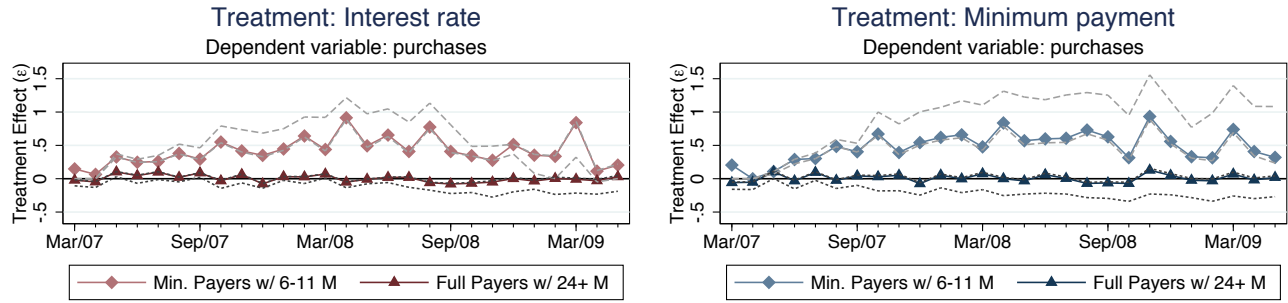 Treatment: Interest rate
Dependent variable: purchases
Treatment Effect (ε)
1.5
1
.5
0
-.5
Mar/07 Sep/07 Mar/08 Sep/08 Mar/09
Min. Payers w/ 6-11 M Full Payers w/ 24+ M
Treatment: Minimum payment
Dependent variable: purchases
Treatment Effect (ε)
1.5
1
.5
0
-.5
Mar/07 Sep/07 Mar/08 Sep/08 Mar/09
Min. Payers w/ 6-11 M Full Payers w/ 24+ M